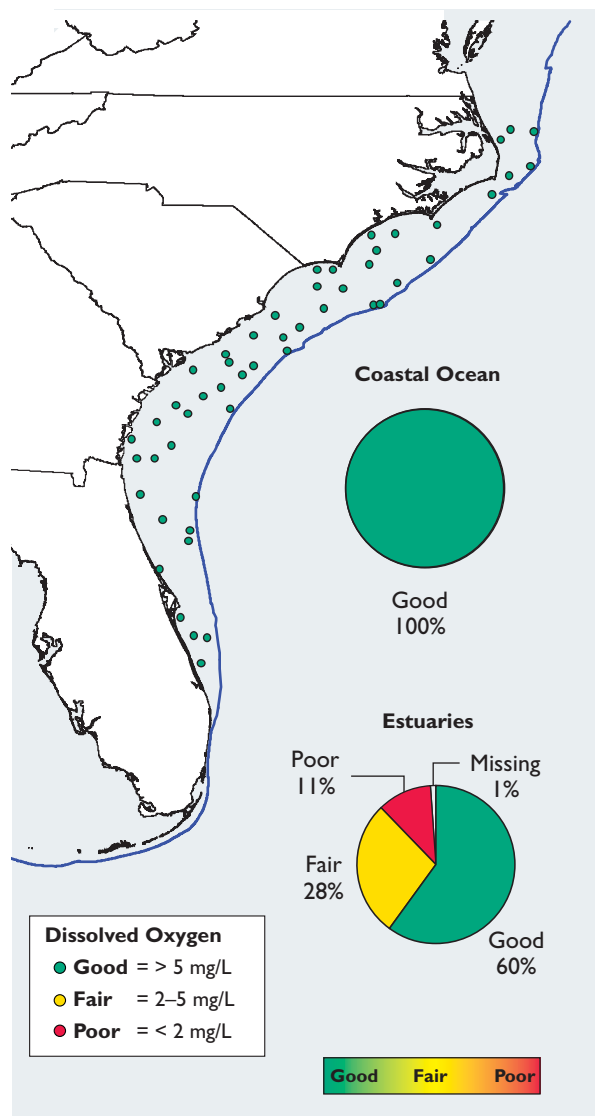 Coastal Ocean
Good
100%
Estuaries
Poor
11%
Missing
1%
Fair
28%
Good
60%
Dissolved Oxygen
Good = > 5 mg/L
Fair = 2–5 mg/L
Poor = < 2 mg/L
Good Fair Poor